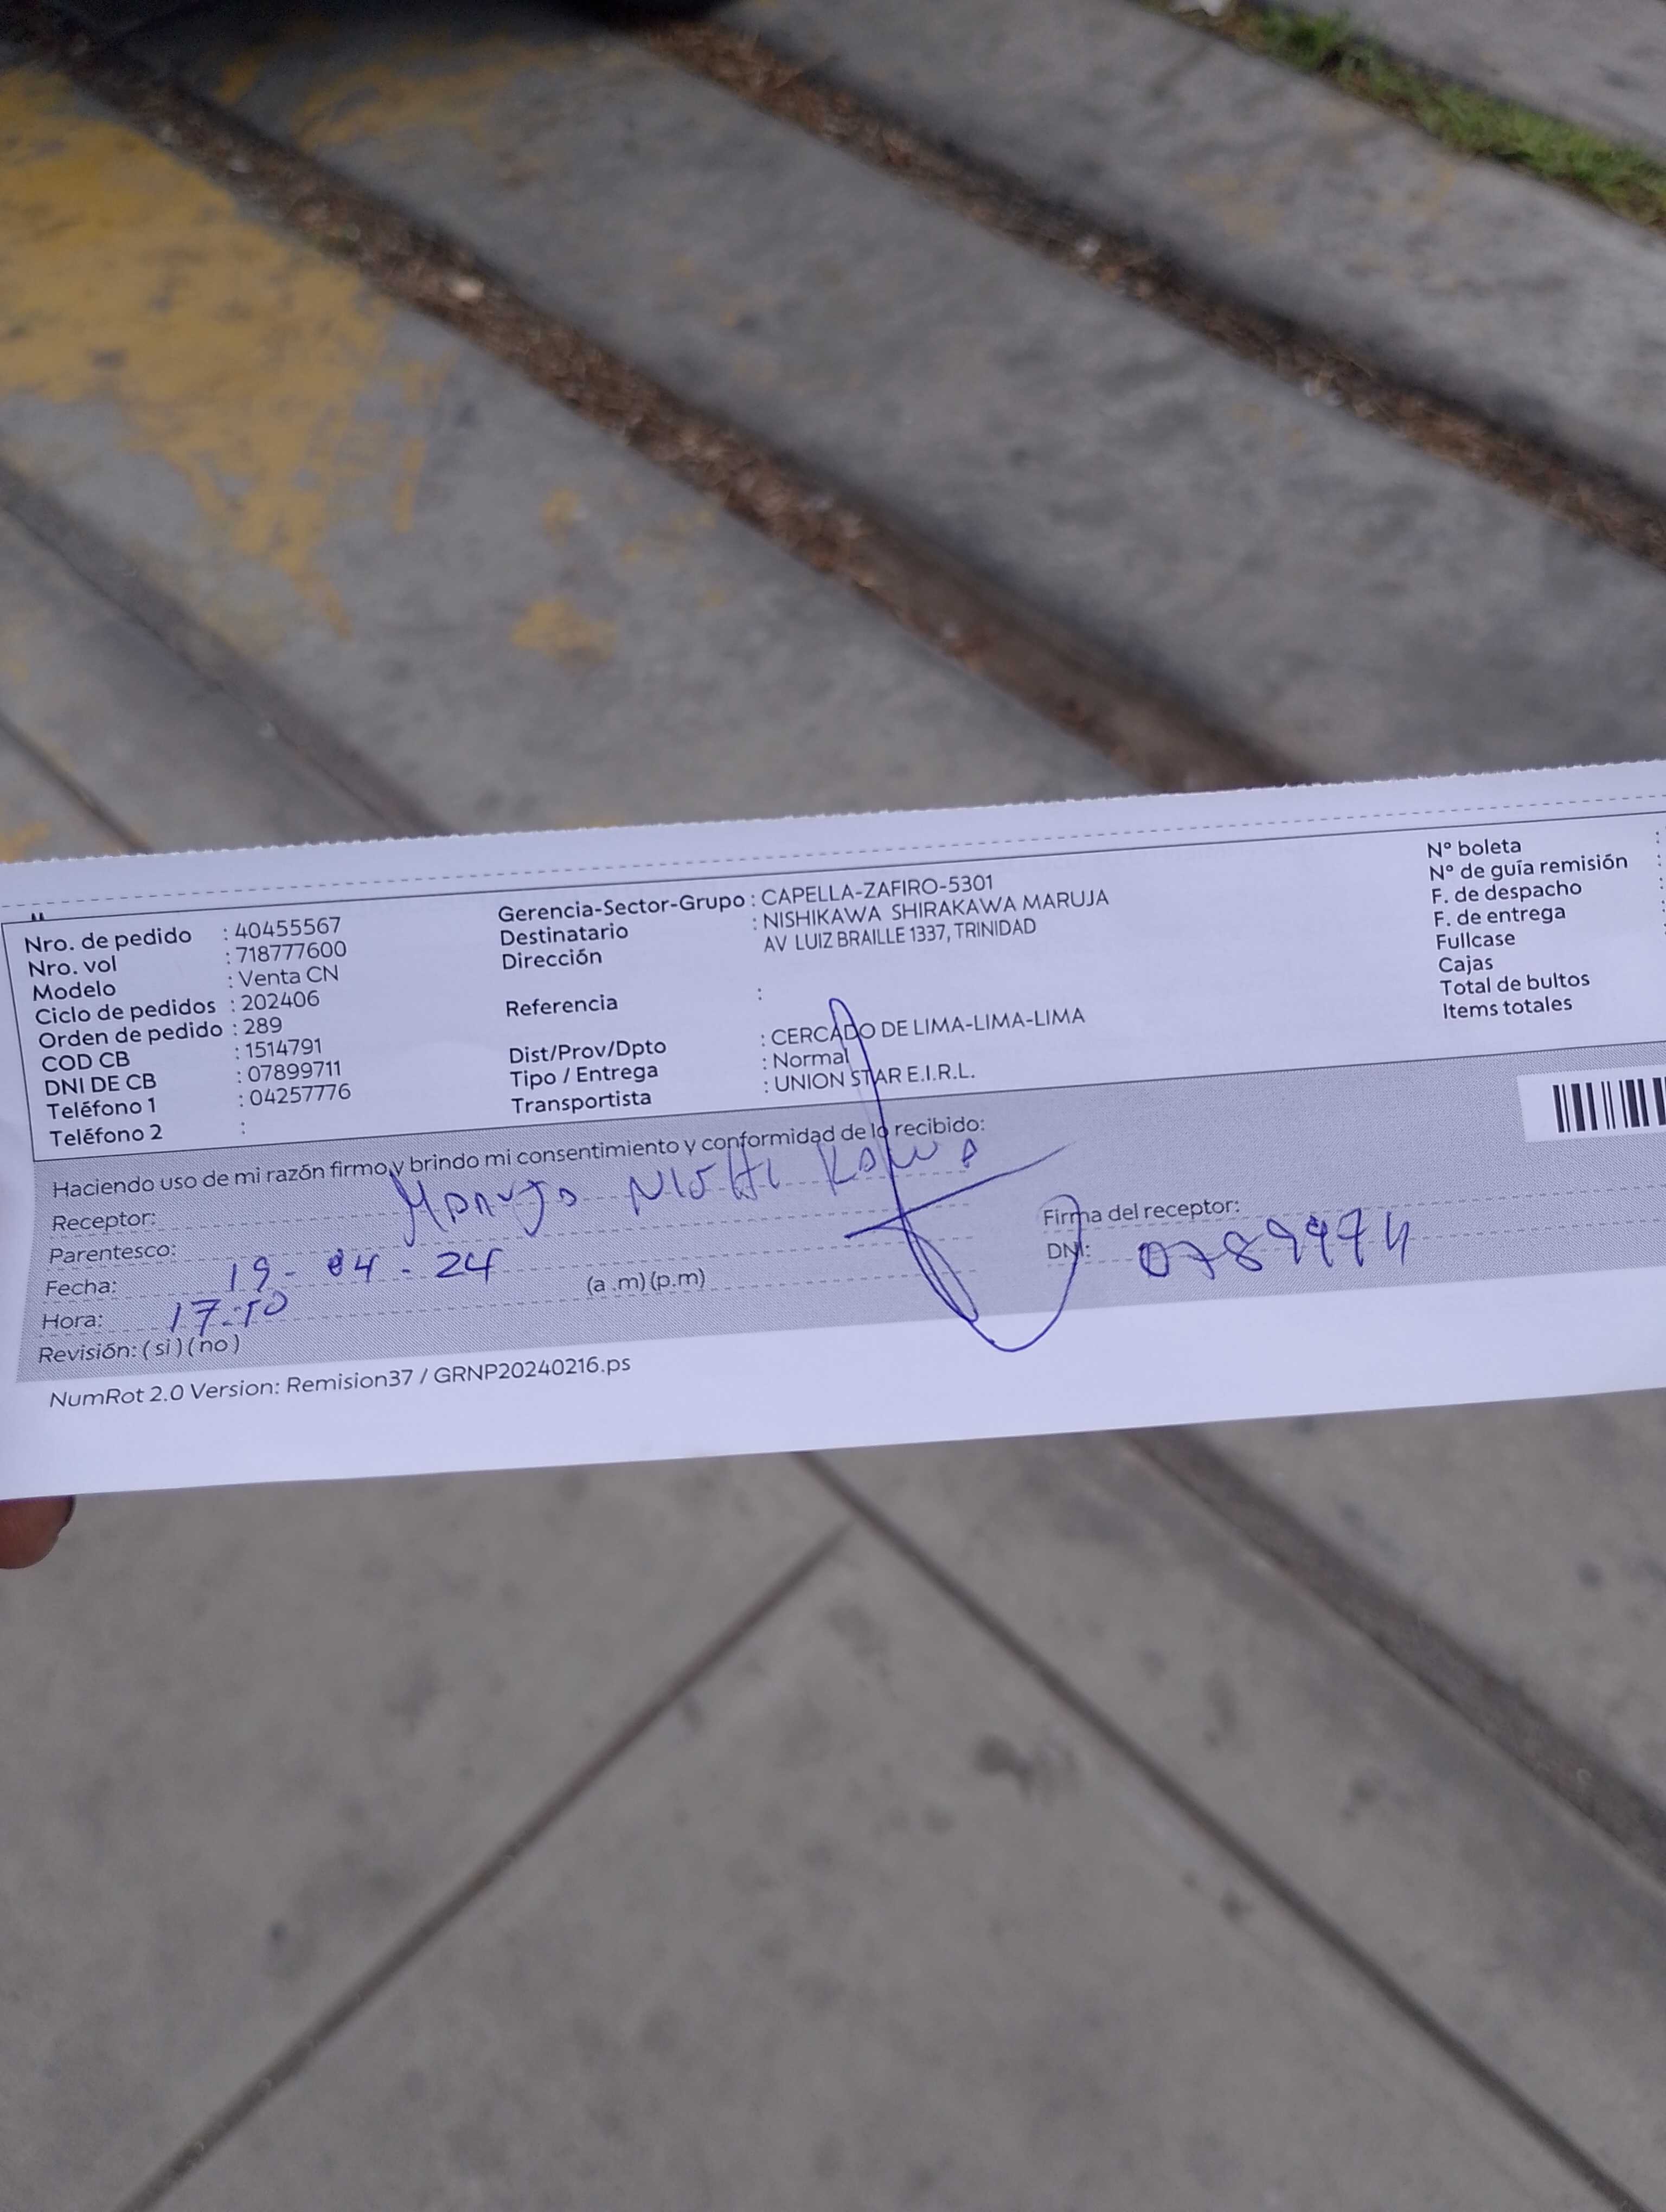 Nro. de pedido : 40455567
Nro. vol : 718777600
Modelo : Venta CN
Ciclo de pedidos : 202406
Orden de pedido : 289
COD CB : 1514791
DNI DE CB : 07899711
Teléfono 1 : 04257776
Teléfono 2 :
Gerencia-Sector-Grupo : CAPELLA-ZAFIRO-5301
Destinatario : NISHIKAWA SHIRAKAWA MARUJA
Dirección AV LUIZ BRAILLE 1337, TRINIDAD
Referencia :
Dist/Prov/Dpto : CERCADO DE LIMA-LIMA-LIMA
Tipo / Entrega : Normal
Transportista : UNION STAR E.I.R.L.
N° boleta :
N° de guía remisión :
F. de despacho :
F. de entrega
Fullcase
Cajas
Total de bultos
Items totales
Haciendo uso de mi razón firmo y brindo mi consentimiento y conformidad de lo recibido:
Receptor: Maruja Nishikawa
Parentesco:
Fecha: 19-04-24
Hora: 17:10 (a.m) (p.m)
Revisión: ( si ) ( no )
Firma del receptor:
DNI:
NumRot 2.0 Version: Remision37 / GRNP20240216.ps